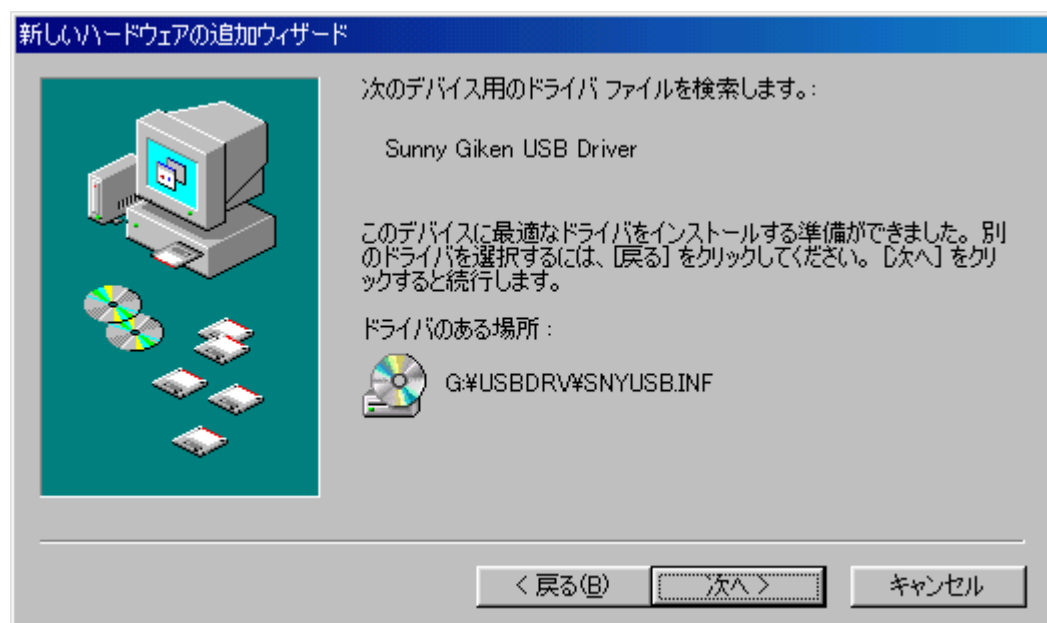 新しいハードウェアの追加ウィザード
次のデバイス用のドライバ ファイルを検索します。:
Sunny Giken USB Driver
このデバイスに最適なドライバをインストールする準備ができました。別
のドライバを選択するには、[戻る] をクリックしてください。[次へ] をクリ
ックすると続行します。
ドライバのある場所 :
G:¥USBDRV¥SNYUSB.INF
< 戻る(B)
次へ >
キャンセル